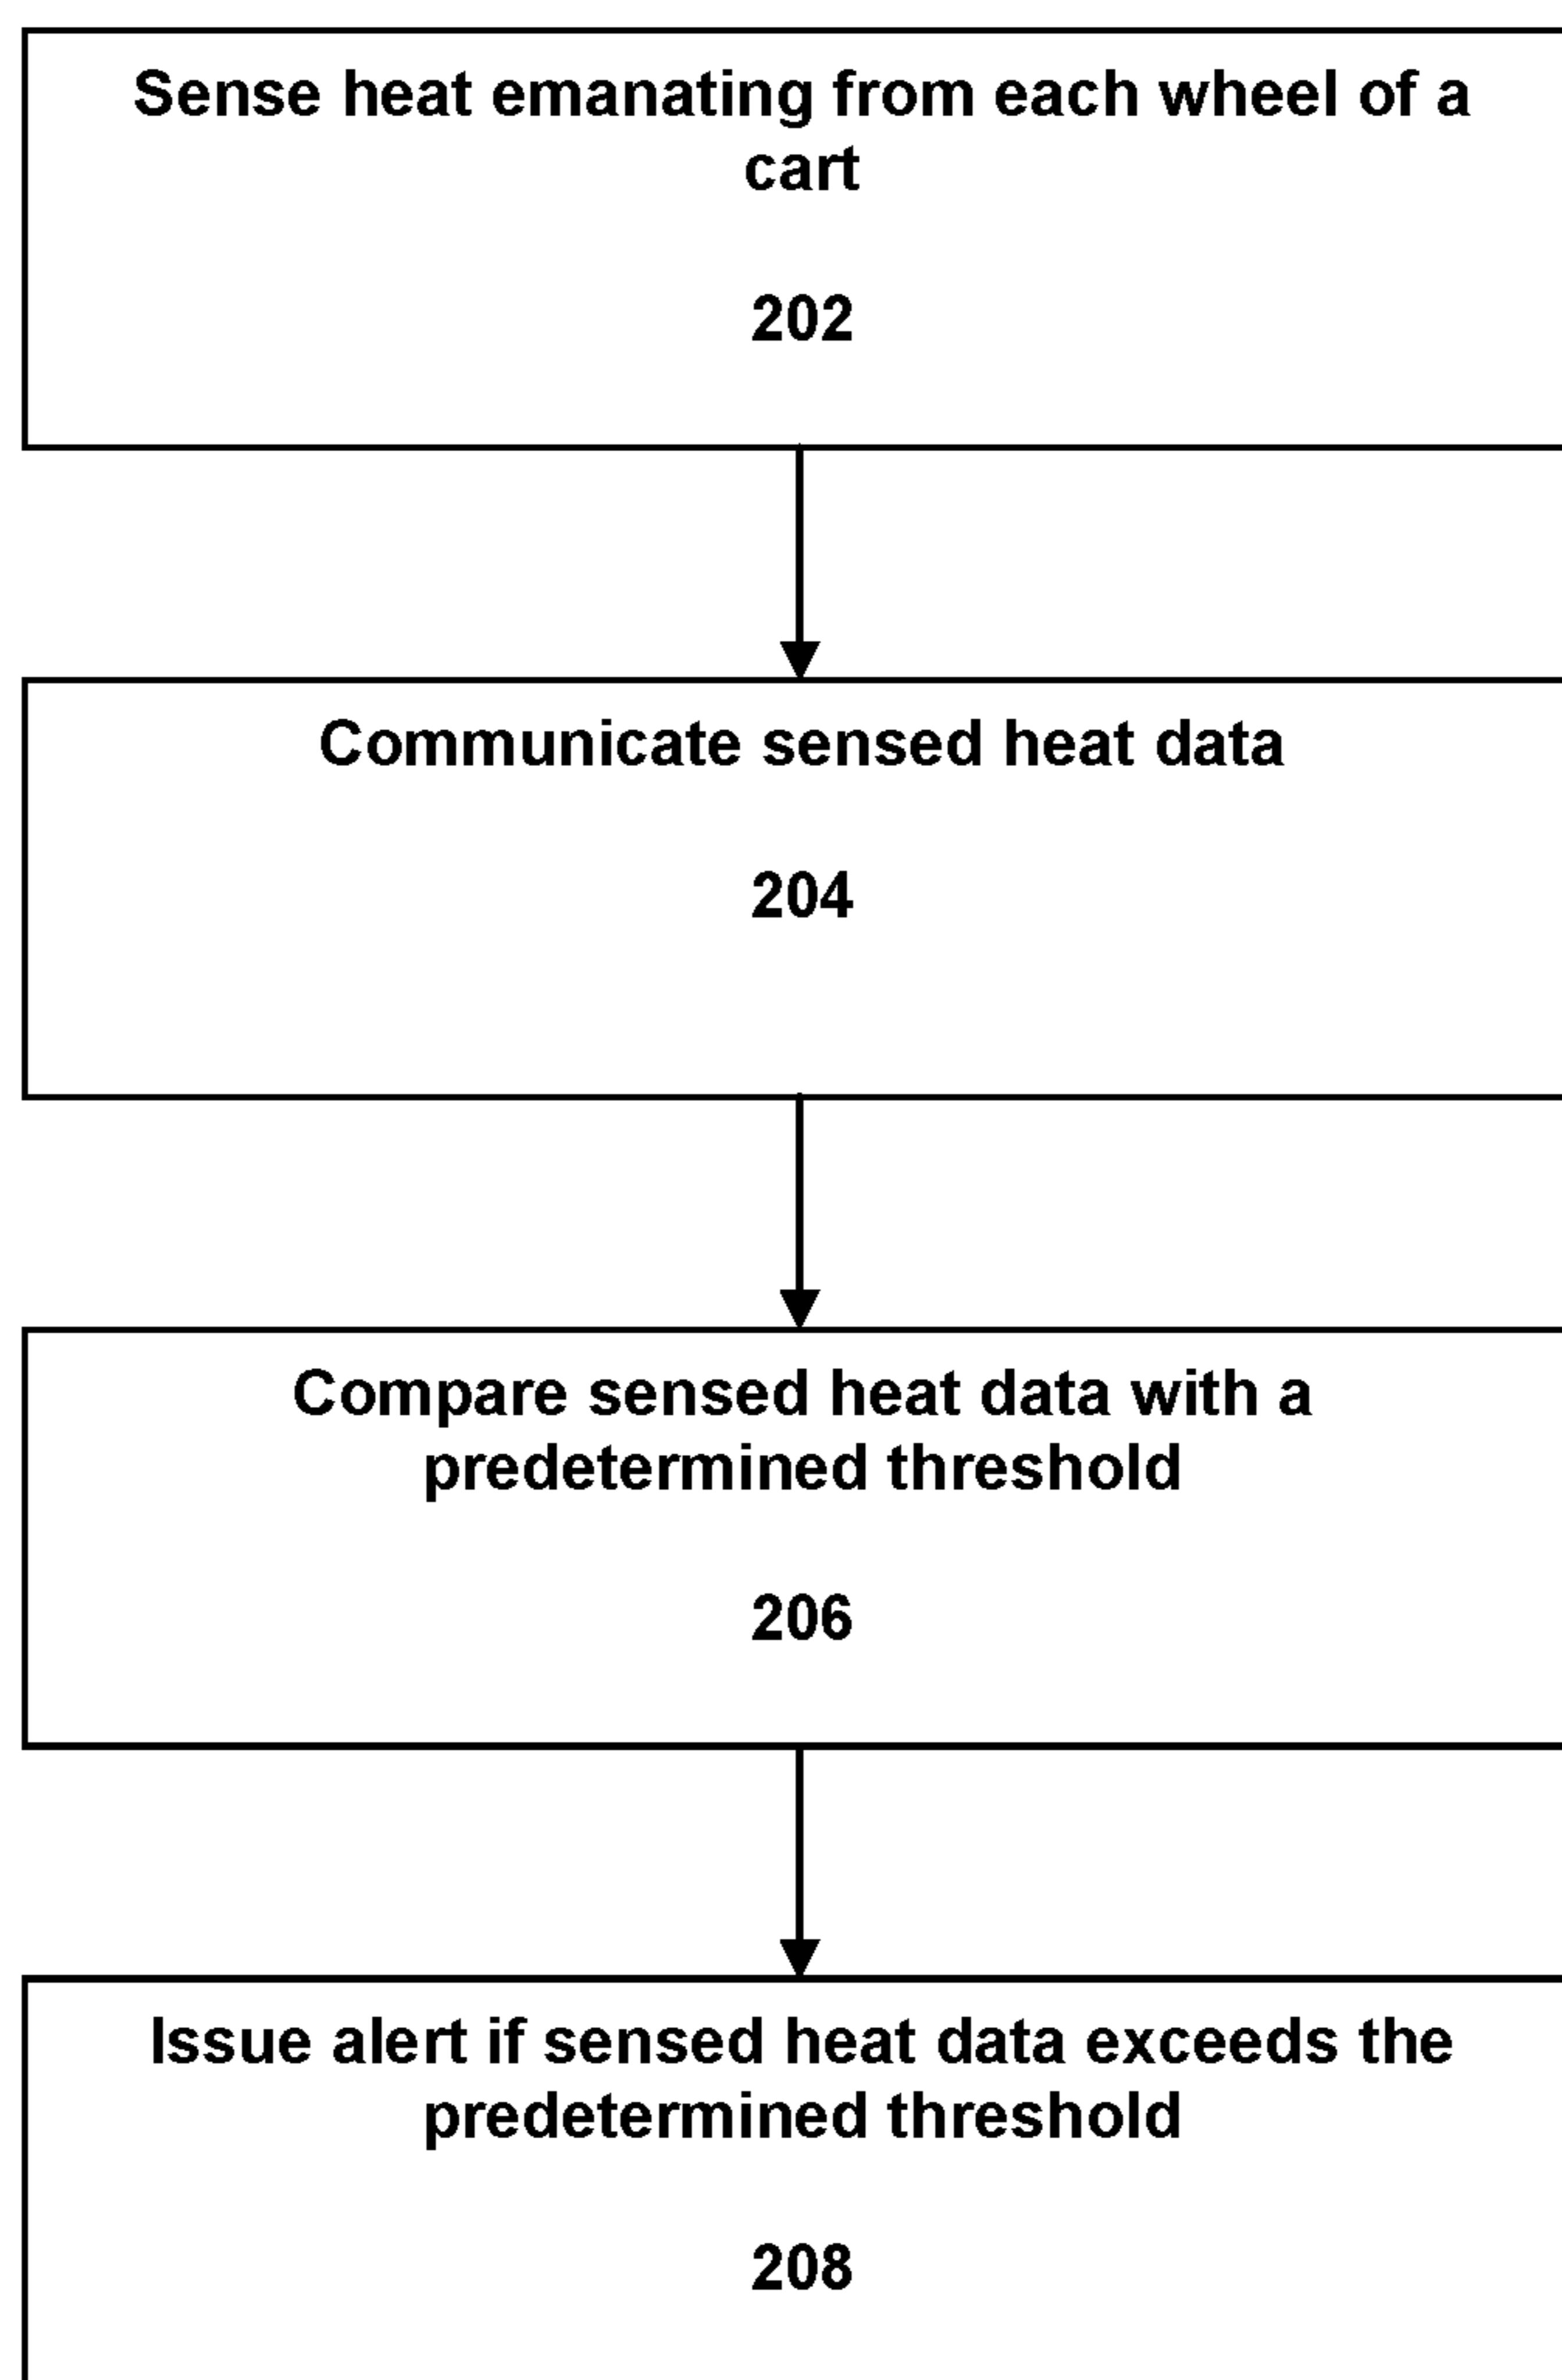 Sense heat emanating from each wheel of a
cart
202
Communicate sensed heat data
204
Compare sensed heat data with a
predetermined threshold
206
Issue alert if sensed heat data exceeds the
predetermined threshold
208